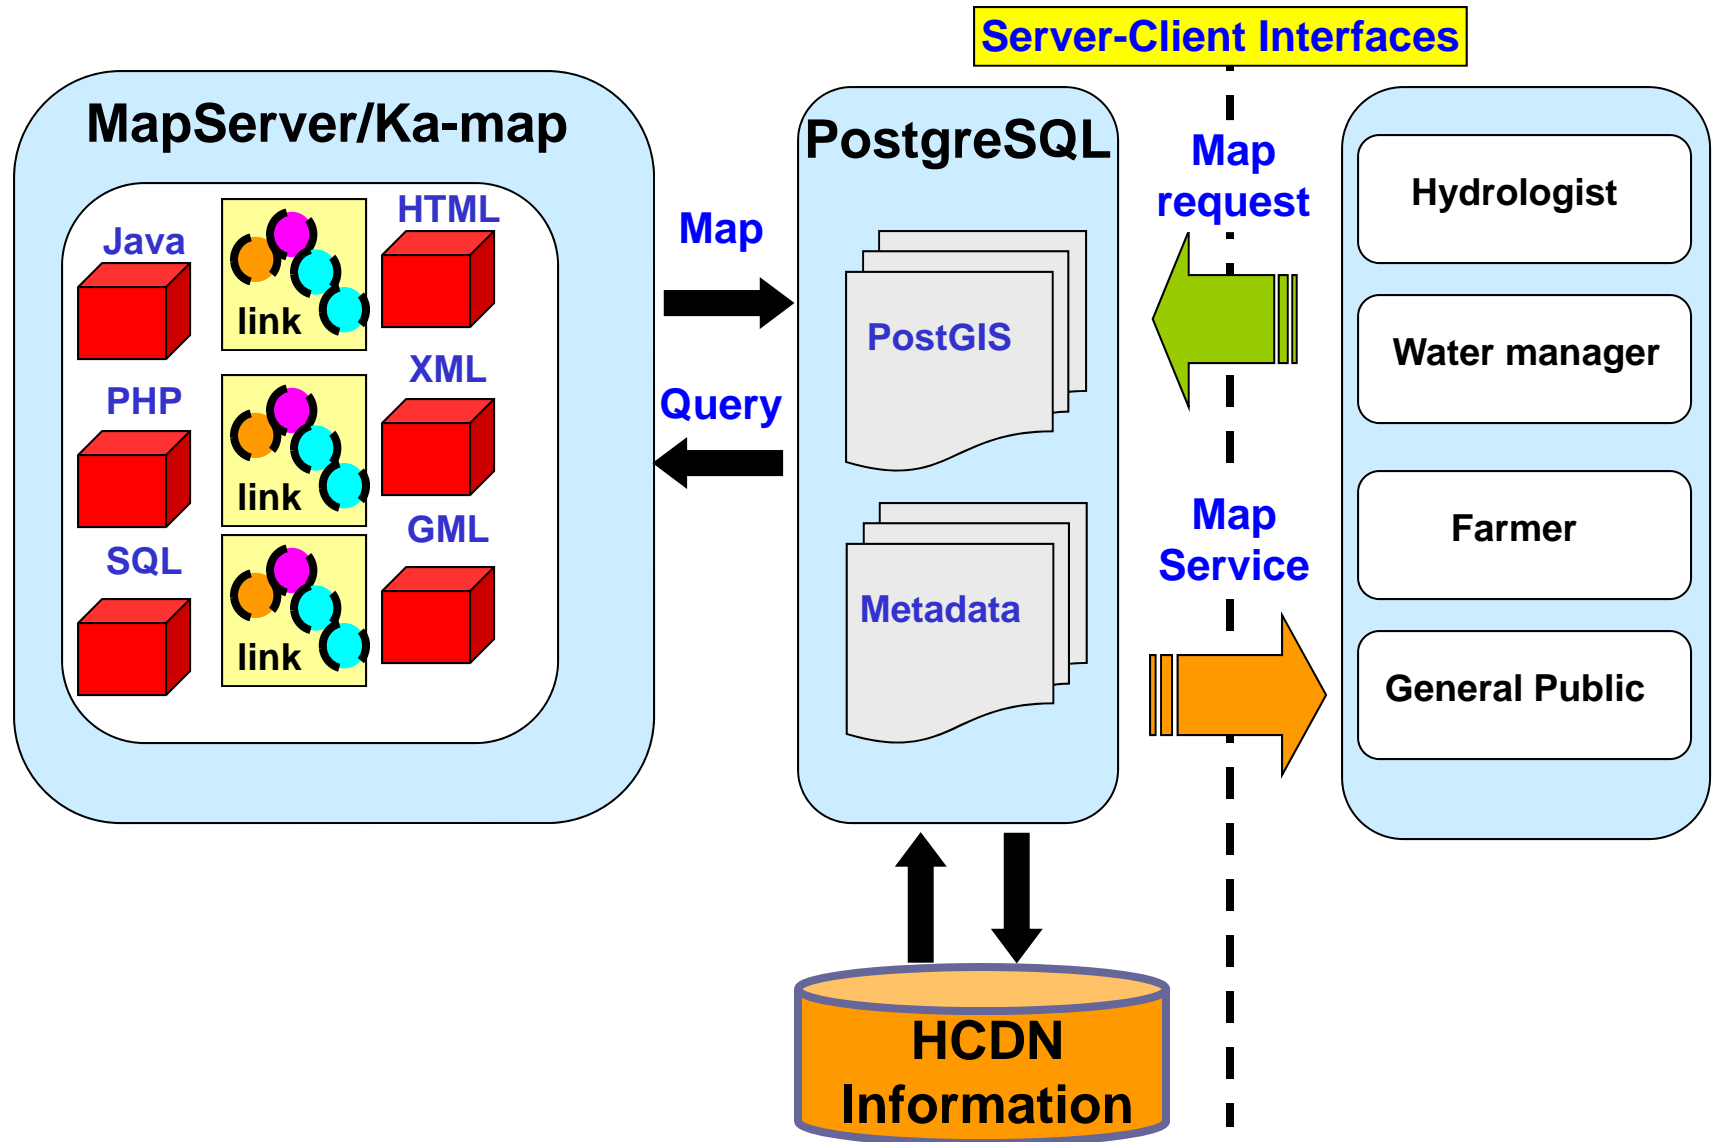 Server-Client Interfaces
MapServer/Ka-map
Java
link
HTML
PHP
link
XML
SQL
link
GML
Map
Query
PostgreSQL
PostGIS
Metadata
Map
request
Map
Service
Hydrologist
Water manager
Farmer
General Public
HCDN
Information